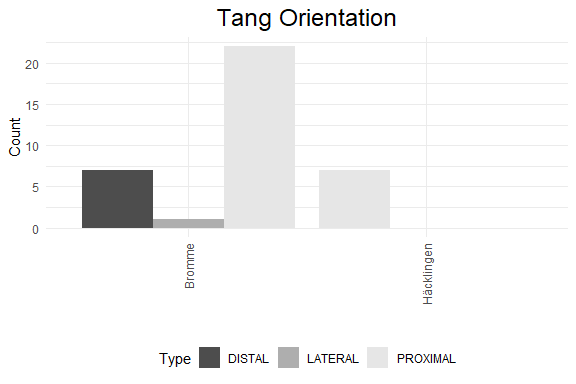 Tang Orientation
Count
20
15
10
5
0
Bromme
Häcklingen
Type DISTAL LATERAL PROXIMAL